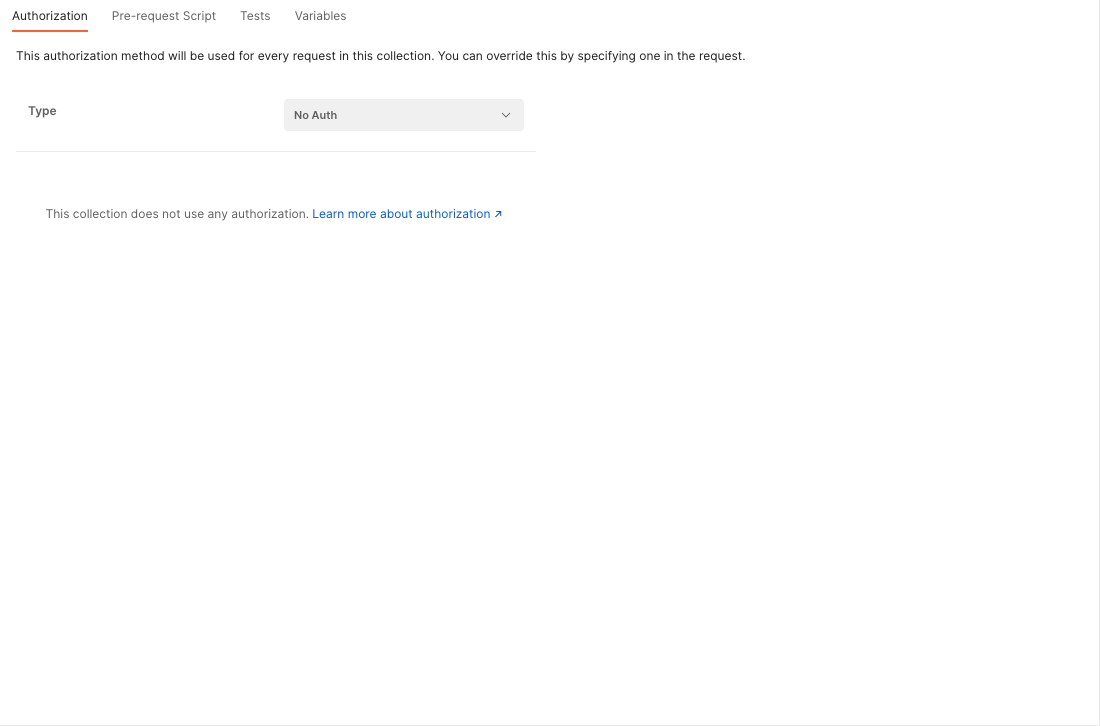 Authorization Pre-request Script Tests Variables
This authorization method will be used for every request in this collection. You can override this by specifying one in the request.
Type No Auth
This collection does not use any authorization. Learn more about authorization ↗